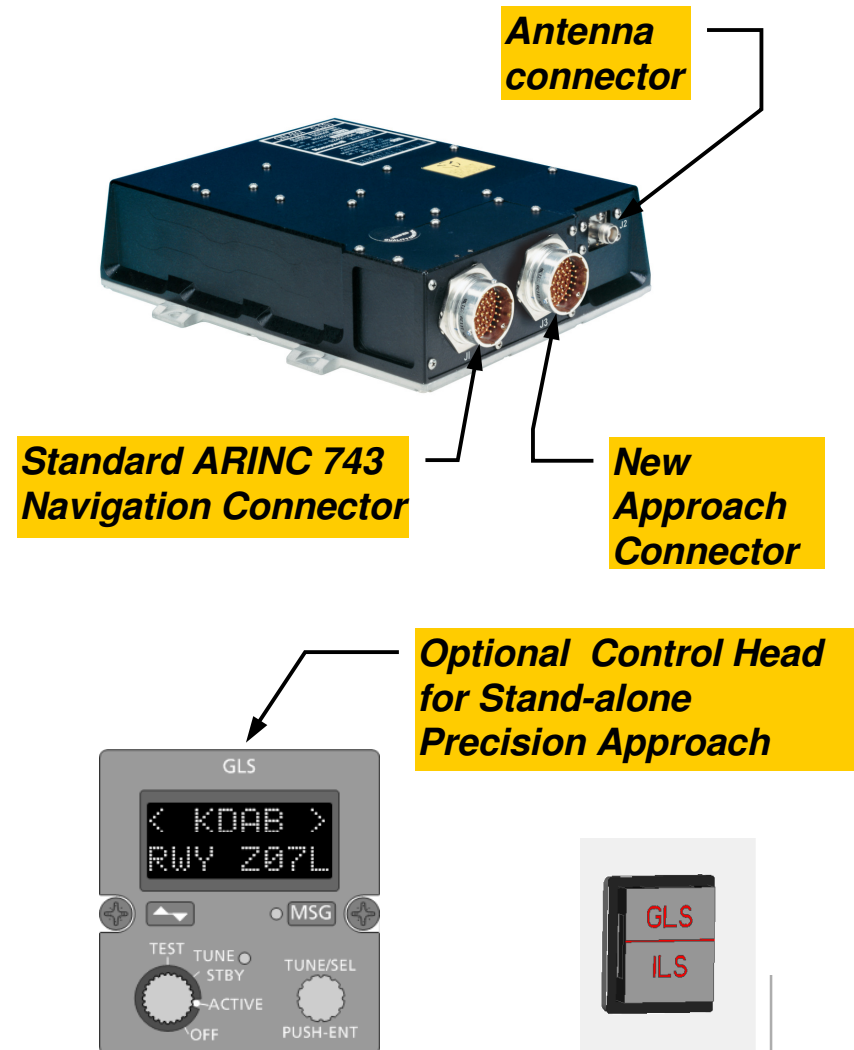 Antenna
connector
J2
J3
J1
Standard ARINC 743
Navigation Connector
New
Approach
Connector
Optional Control Head
for Stand-alone
Precision Approach
GLS
< KDAB >
RWY Z07L
MSG
TEST
TUNE
STBY
ACTIVE
OFF
TUNE/SEL
PUSH-ENT
GLS
ILS